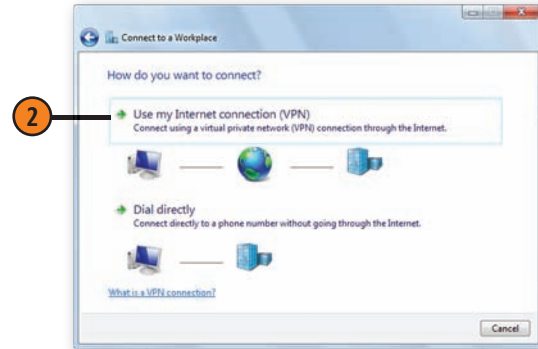 Connect to a Workplace
How do you want to connect?
2
Use my Internet connection (VPN)
Connect using a virtual private network (VPN) connection through the Internet.
Dial directly
Connect directly to a phone number without going through the Internet.
What is a VPN connection?
Cancel